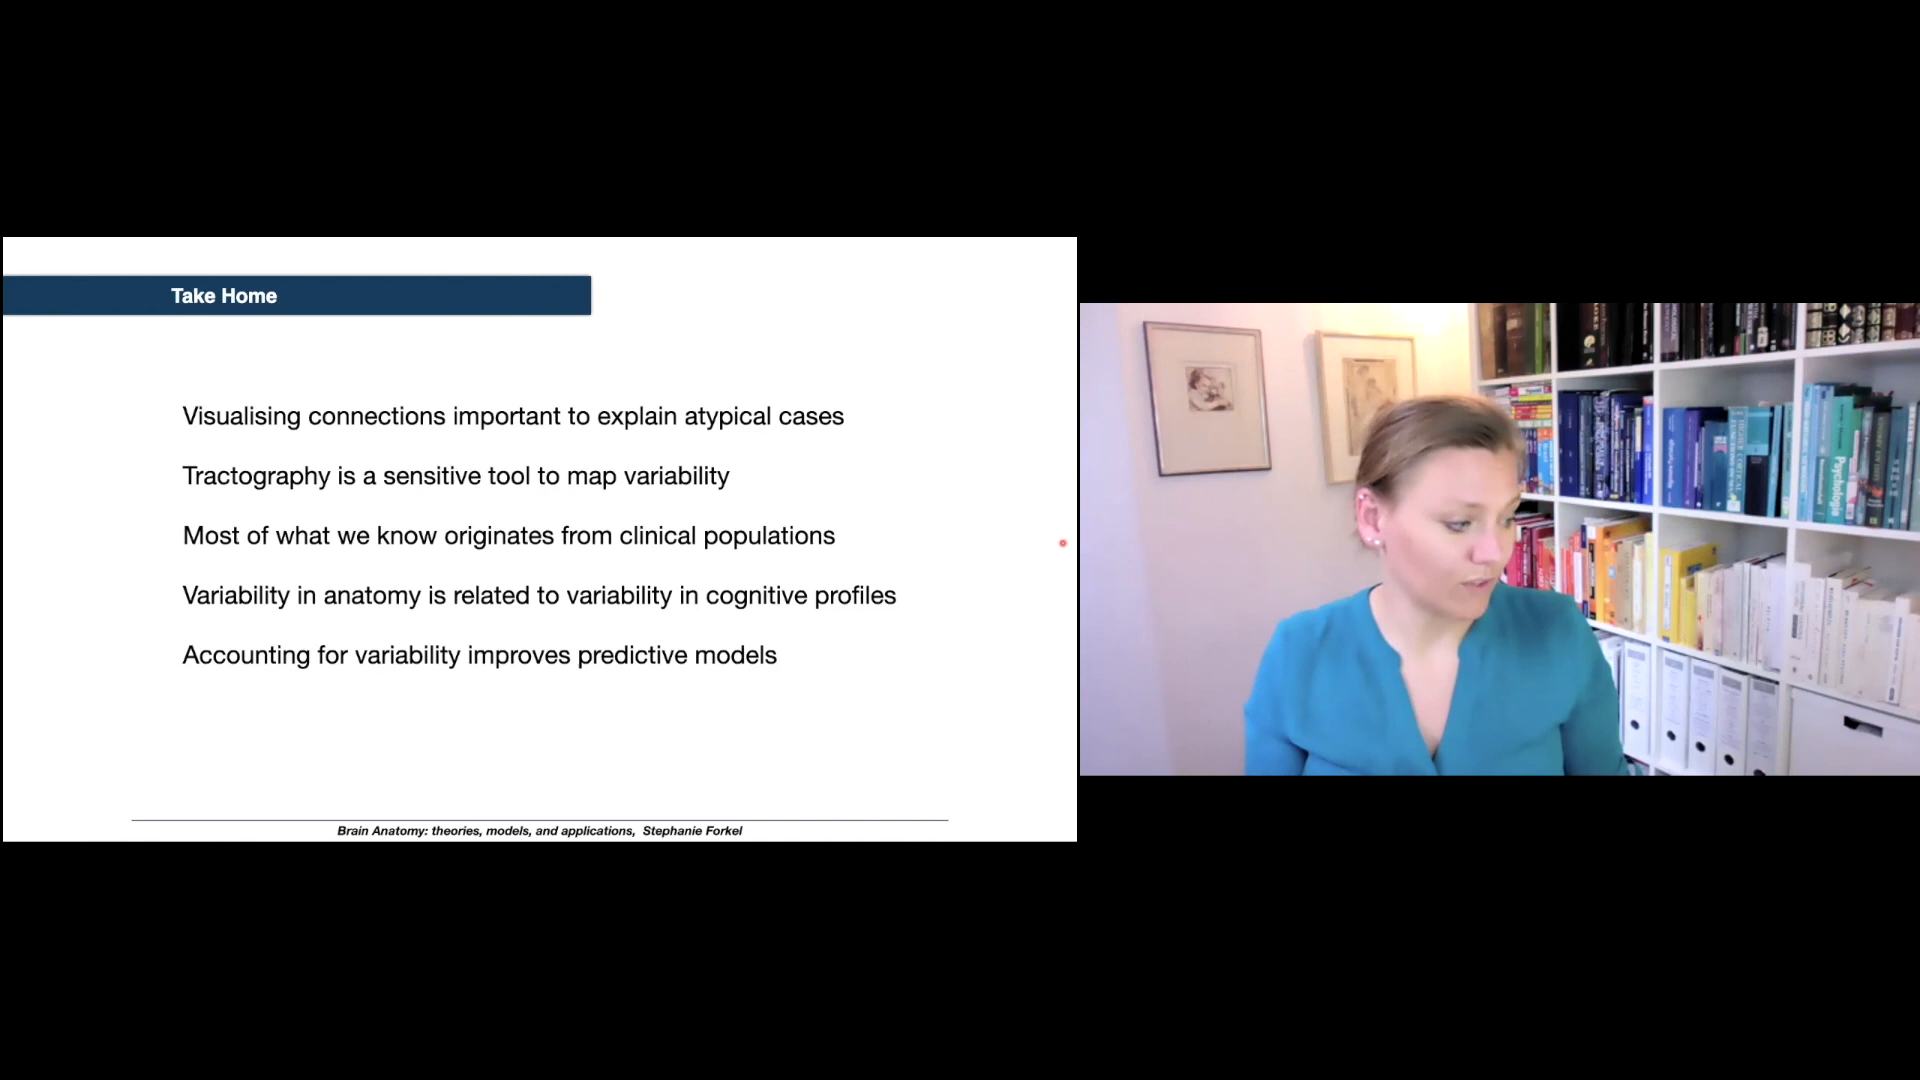 Take Home
Visualising connections important to explain atypical cases
Tractography is a sensitive tool to map variability
Most of what we know originates from clinical populations
Variability in anatomy is related to variability in cognitive profiles
Accounting for variability improves predictive models
Brain Anatomy: theories, models, and applications, Stephanie Forkel
Psychologie